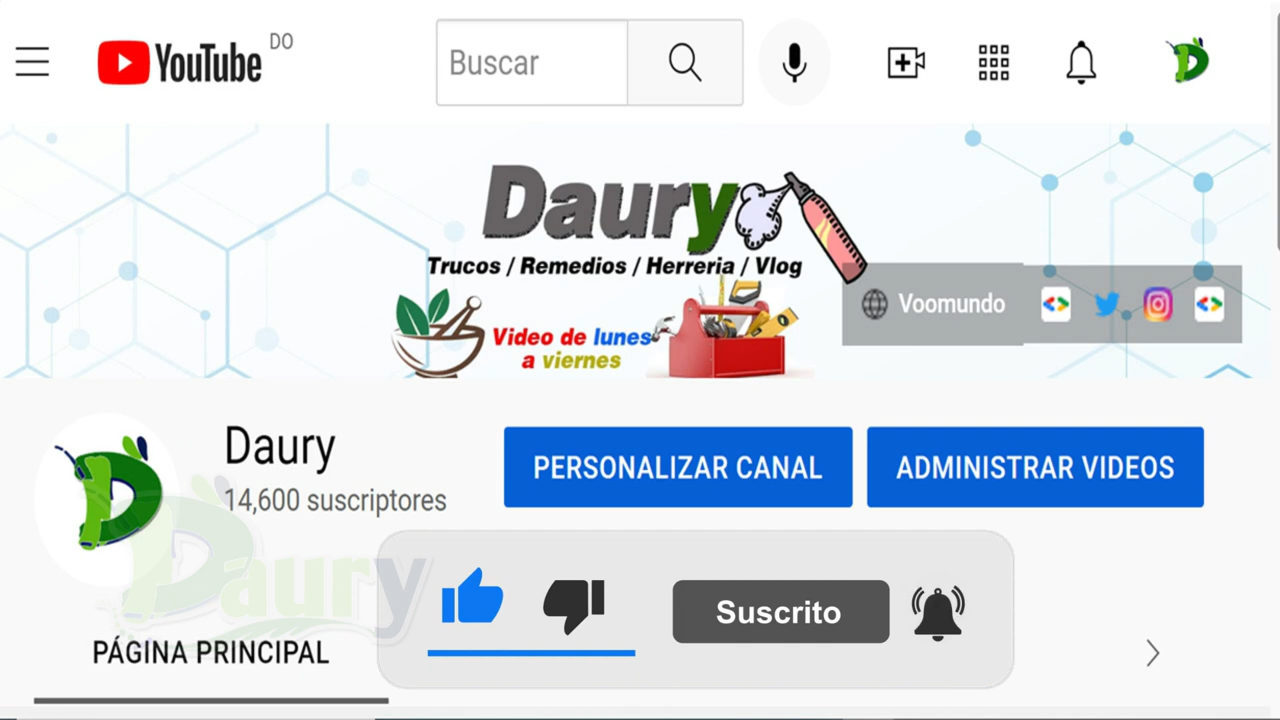 YouTube DO
Buscar
Daury
Trucos / Remedios / Herreria / Vlog
Voomundo
Video de lunes
a viernes
Daury
14,600 suscriptores
PERSONALIZAR CANAL
ADMINISTRAR VIDEOS
Daury
Suscrito
PÁGINA PRINCIPAL